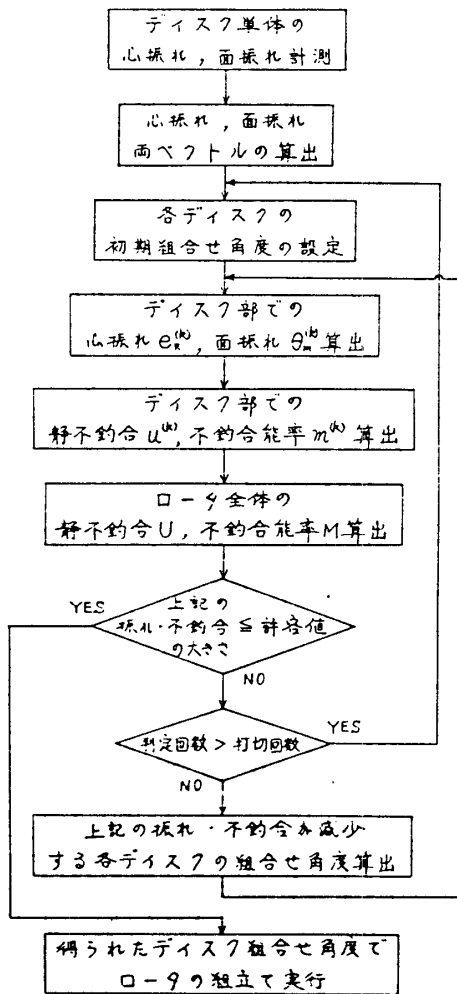 ディスク単体の
心振れ,面振れ計測
心振れ,面振れ
両ベクトルの算出
各ディスクの
初期組合せ角度の設定
ディスク部での
心振れ e_k^(k), 面振れ θ_m^(k) 算出
ディスク部での
静不釣合 u^(k), 不釣合能率 m^(k) 算出
ロータ全体の
静不釣合 U, 不釣合能率 M 算出
YES
上記の
振れ・不釣合 ≦ 許容値
の大きさ
NO
YES
判定回数 > 打切回数
NO
上記の振れ・不釣合が減少
する各ディスクの組合せ角度算出
得られたディスク組合せ角度で
ロータの組立て実行